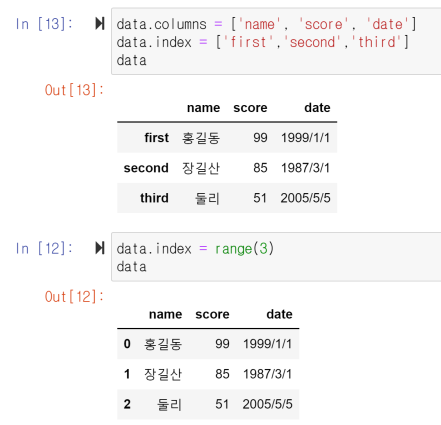 In [13]: data.columns = ['name', 'score', 'date']
data.index = ['first','second','third']
data
Out[13]:
name score date
first 홍길동 99 1999/1/1
second 장길산 85 1987/3/1
third 둘리 51 2005/5/5
In [12]: data.index = range(3)
data
Out[12]:
name score date
0 홍길동 99 1999/1/1
1 장길산 85 1987/3/1
2 둘리 51 2005/5/5